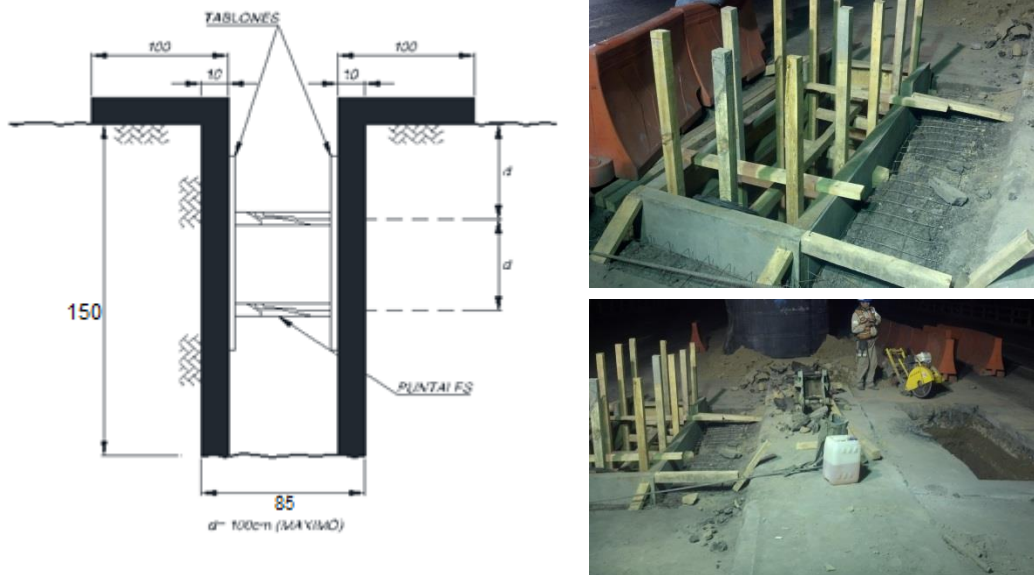 TABLONES
100
100
10
10
d
d
150
PUNTALES
85
d= 100cm (MAXIMO)